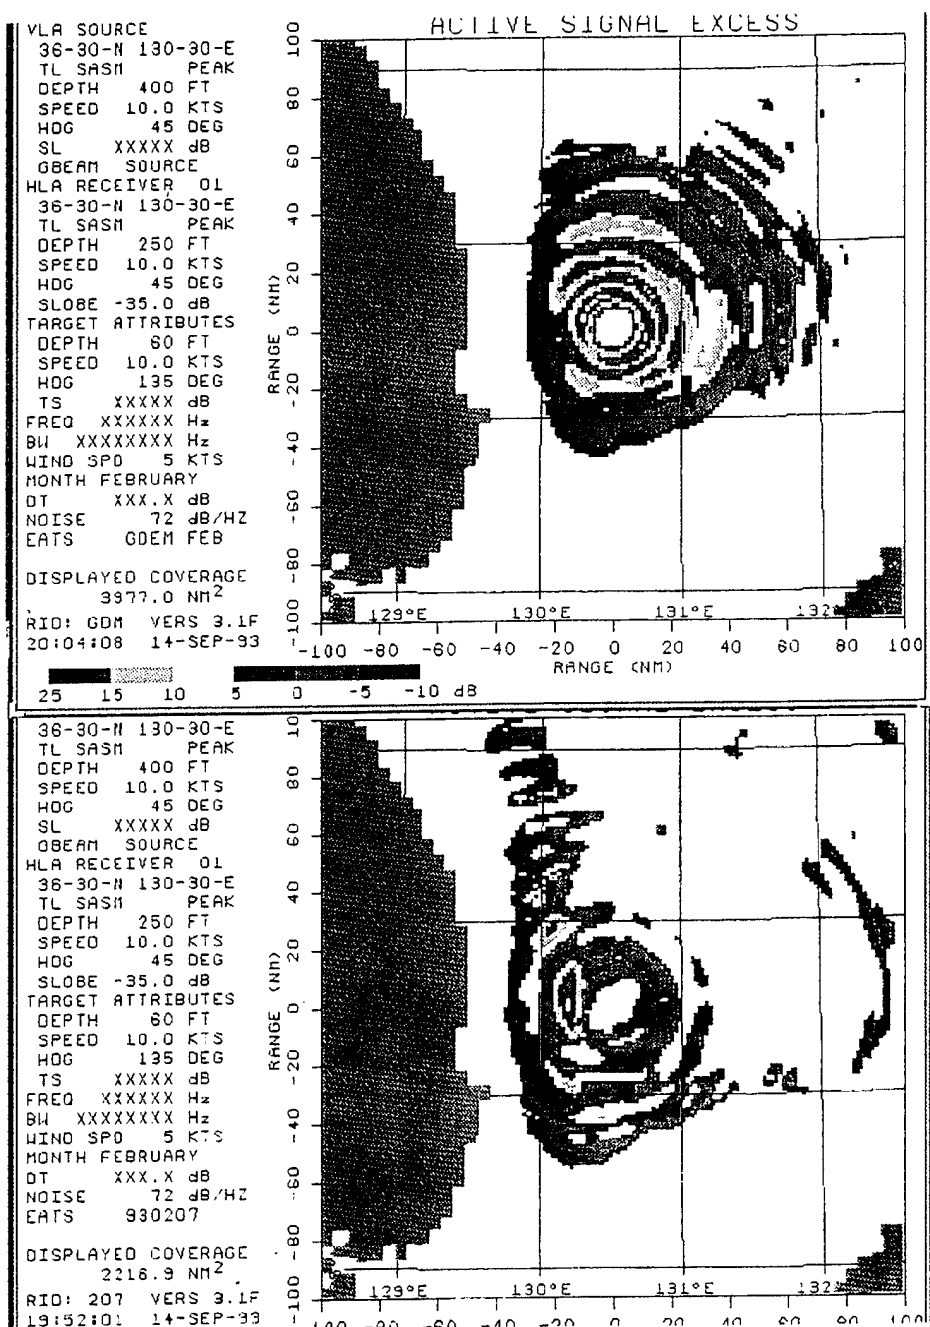 ACTIVE SIGNAL EXCESS
VLA SOURCE
36-30-N 130-30-E
TL SASM PEAK
DEPTH 400 FT
SPEED 10.0 KTS
HDG 45 DEG
SL XXXXX dB
OBEAM SOURCE
HLA RECEIVER 01
36-30-N 130-30-E
TL SASM PEAK
DEPTH 250 FT
SPEED 10.0 KTS
HDG 45 DEG
SLOBE -35.0 dB
TARGET ATTRIBUTES
DEPTH 60 FT
SPEED 10.0 KTS
HDG 135 DEG
TS XXXXX dB
FREQ XXXXXX Hz
BW XXXXXXXX Hz
WIND SPD 5 KTS
MONTH FEBRUARY
DT XXX.X dB
NOISE 72 dB/HZ
EATS GDEM FEB
DISPLAYED COVERAGE
3977.0 NM2
RID: GDM VERS 3.1F
20:04:08 14-SEP-93
100
80
60
40
20
0
-20
-40
-60
-80
-100
RANGE (NM)
129°E 130°E 131°E 132
-100 -80 -60 -40 -20 0 20 40 60 80 100
RANGE (NM)
25 15 10 5 0 -5 -10 dB
36-30-N 130-30-E
TL SASM PEAK
DEPTH 400 FT
SPEED 10.0 KTS
HDG 45 DEG
SL XXXXX dB
OBEAM SOURCE
HLA RECEIVER 01
36-30-N 130-30-E
TL SASM PEAK
DEPTH 250 FT
SPEED 10.0 KTS
HDG 45 DEG
SLOBE -35.0 dB
TARGET ATTRIBUTES
DEPTH 60 FT
SPEED 10.0 KTS
HDG 135 DEG
TS XXXXX dB
FREQ XXXXXX Hz
BW XXXXXXXX Hz
WIND SPD 5 KTS
MONTH FEBRUARY
DT XXX.X dB
NOISE 72 dB/HZ
EATS 930207
DISPLAYED COVERAGE
2216.9 NM2
RID: 207 VERS 3.1F
19:52:01 14-SEP-93
80
60
40
20
0
-20
-40
-60
-80
-100
RANGE (NM)
129°E 130°E 131°E 132